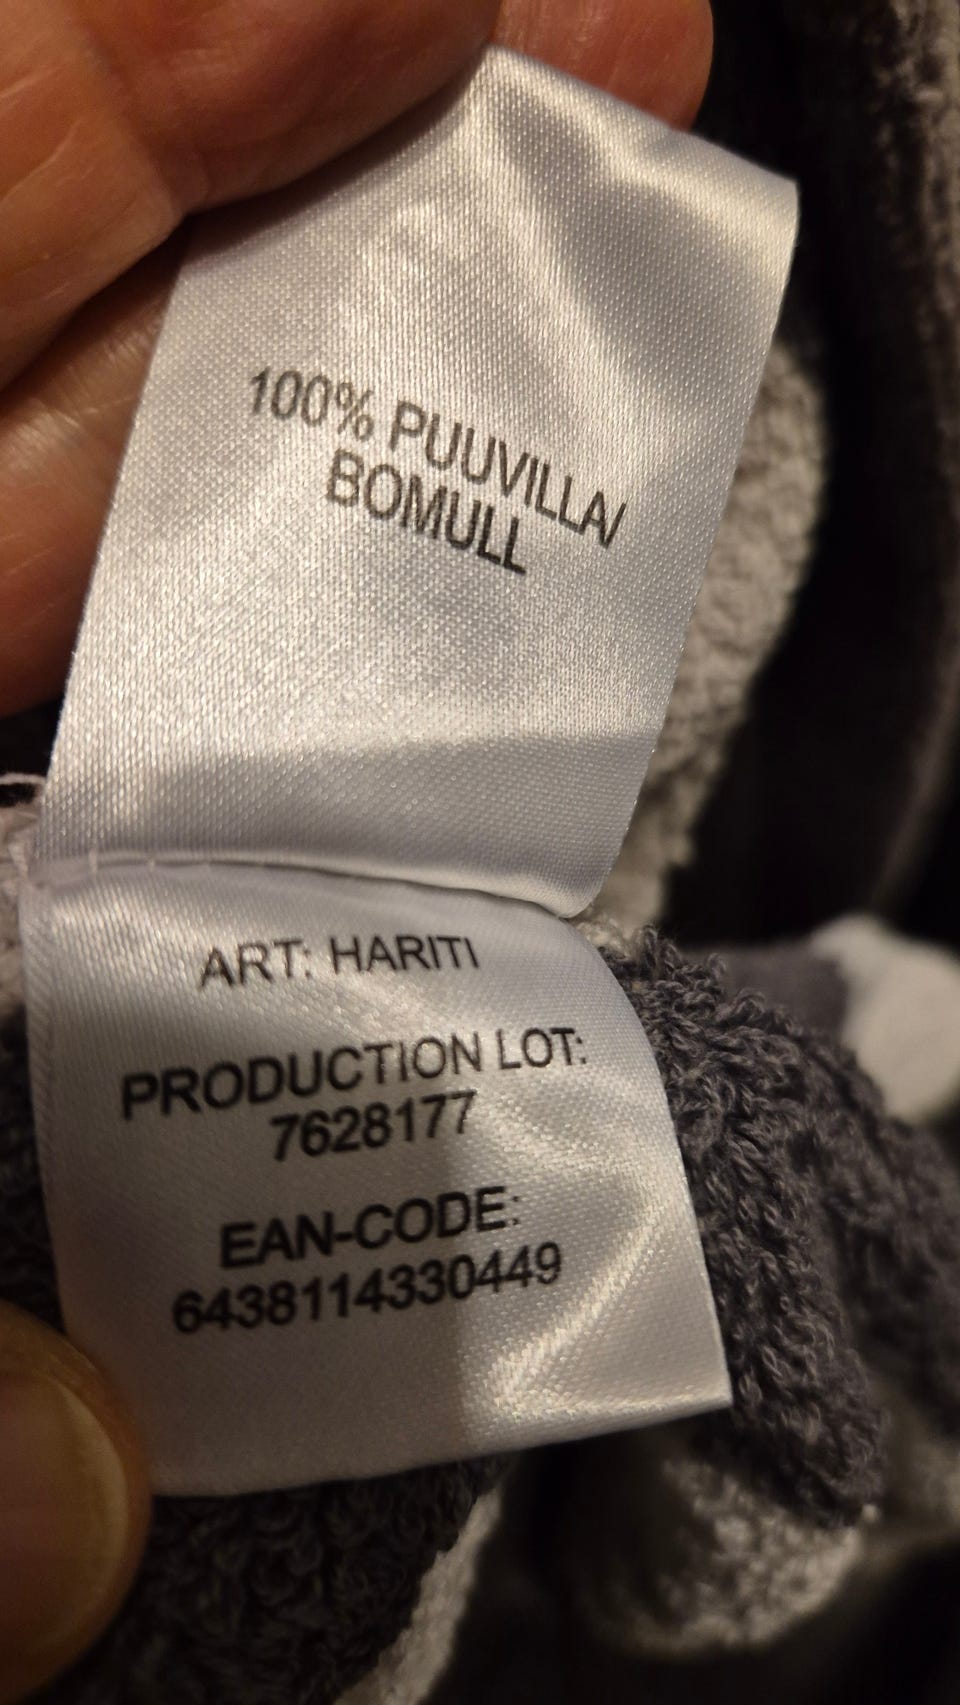 100% PUUVILLA/
BOMULL
ART: HARITI
PRODUCTION LOT:
7628177
EAN-CODE:
6438114330449